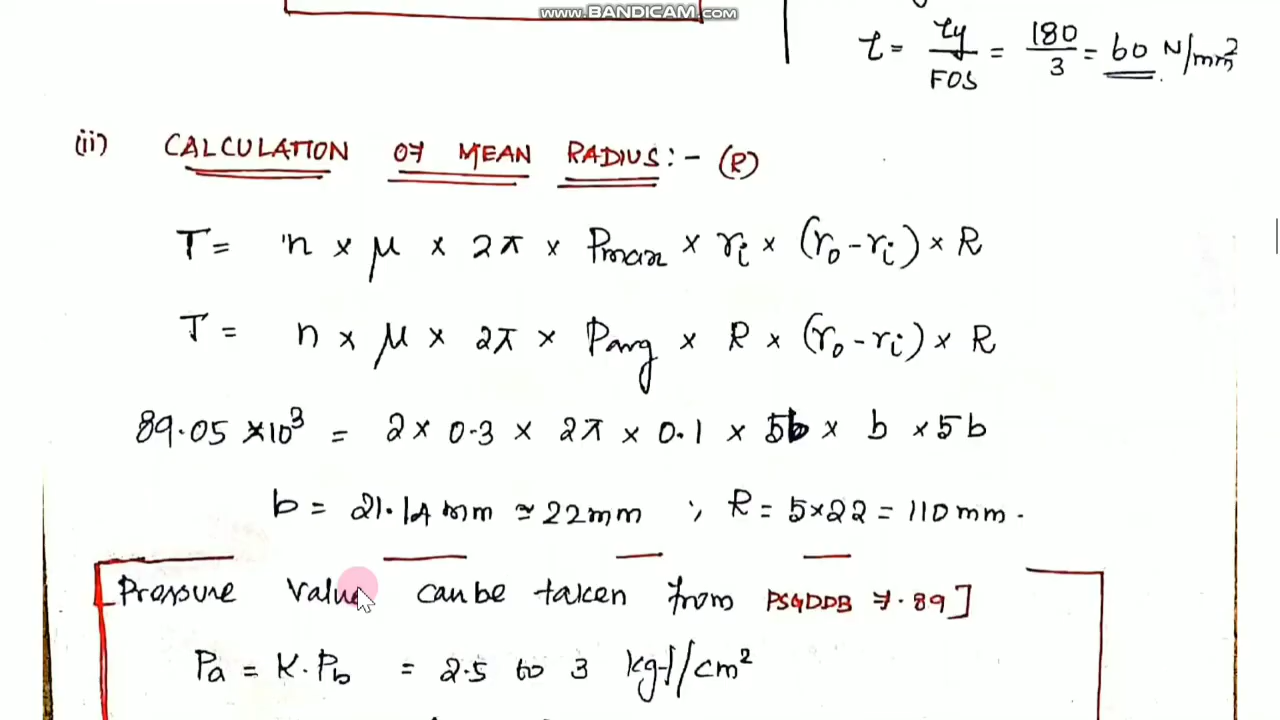 www.BANDICAM.com
τ = τy/FOS = 180/3 = 60 N/mm²
(ii) CALCULATION OF MEAN RADIUS:- (R)
T = n × μ × 2π × Pmax × ri × (ro - ri) × R
T = n × μ × 2π × Pavg × R × (ro - ri) × R
89.05 × 10³ = 2 × 0.3 × 2π × 0.1 × 5b × b × 5b
b = 21.14 mm ≃ 22mm ; R = 5×22 = 110 mm.
[Pressure Value can be taken from PSGDDB 7.89]
Pa = K.Pb = 2.5 to 3 kgf/cm²